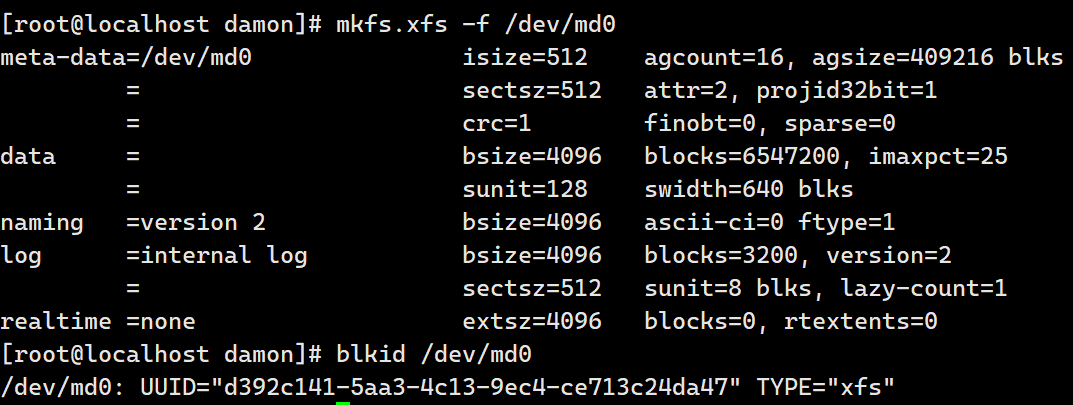 [root@localhost damon]# mkfs.xfs -f /dev/md0
meta-data=/dev/md0               isize=512    agcount=16, agsize=409216 blks
         =                       sectsz=512   attr=2, projid32bit=1
         =                       crc=1        finobt=0, sparse=0
data     =                       bsize=4096   blocks=6547200, imaxpct=25
         =                       sunit=128    swidth=640 blks
naming   =version 2              bsize=4096   ascii-ci=0 ftype=1
log      =internal log           bsize=4096   blocks=3200, version=2
         =                       sectsz=512   sunit=8 blks, lazy-count=1
realtime =none                   extsz=4096   blocks=0, rtextents=0
[root@localhost damon]# blkid /dev/md0
/dev/md0: UUID="d392c141-5aa3-4c13-9ec4-ce713c24da47" TYPE="xfs"